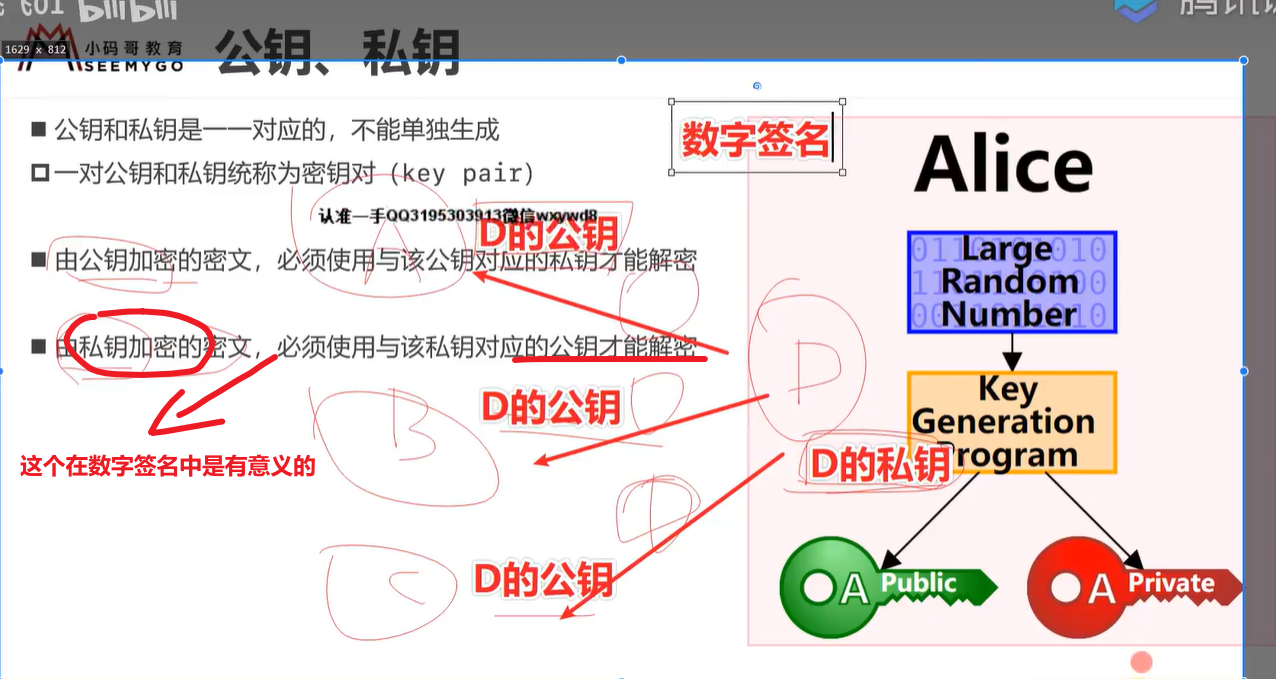 bilibili
1629 x 812
小码哥教育
SEEMYGO
公钥、私钥
公钥和私钥是一一对应的，不能单独生成
数字签名
一对公钥和私钥统称为密钥对（key pair）
认准一手QQ3195303913微信wxywd8
D的公钥
由公钥加密的密文，必须使用与该公钥对应的私钥才能解密
A
由私钥加密的密文，必须使用与该私钥对应的公钥才能解密
D
D的公钥
B
这个在数字签名中是有意义的
D的私钥
C
D的公钥
Alice
Large
Random
Number
Key
Generation
Program
A Public
A Private